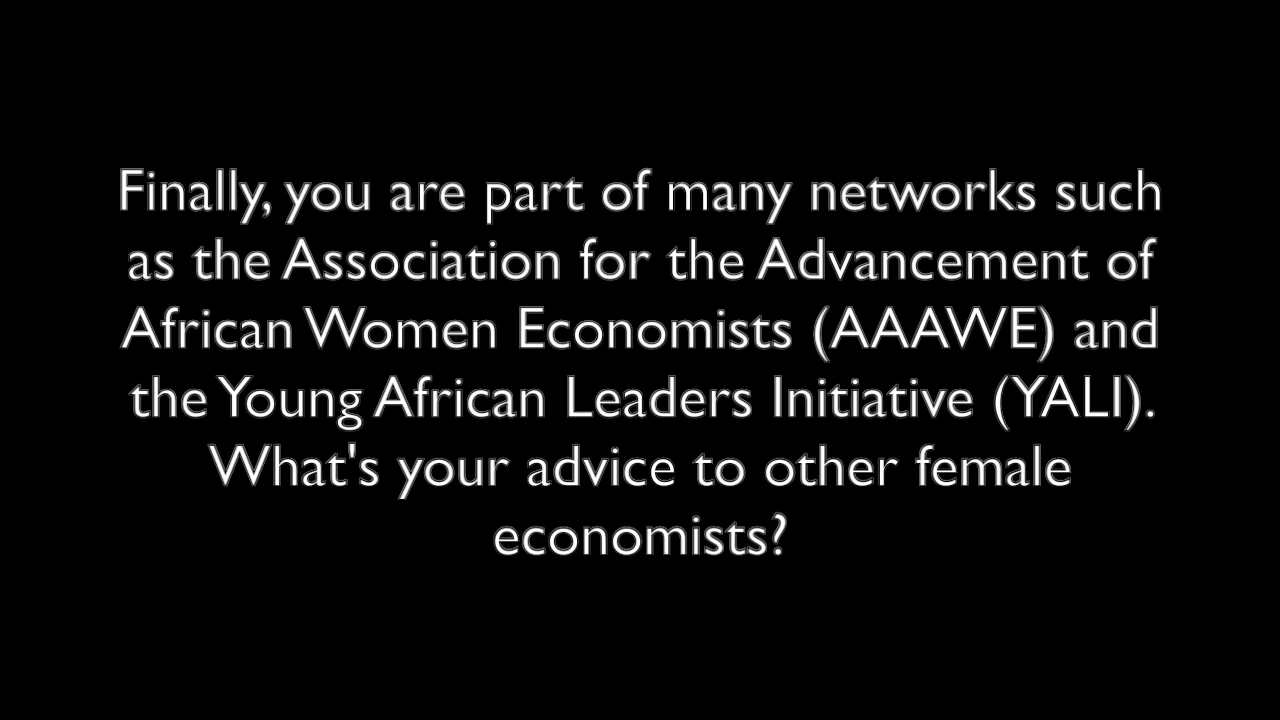 Finally, you are part of many networks such
as the Association for the Advancement of
African Women Economists (AAAWE) and
the Young African Leaders Initiative (YALI).
What's your advice to other female
economists?